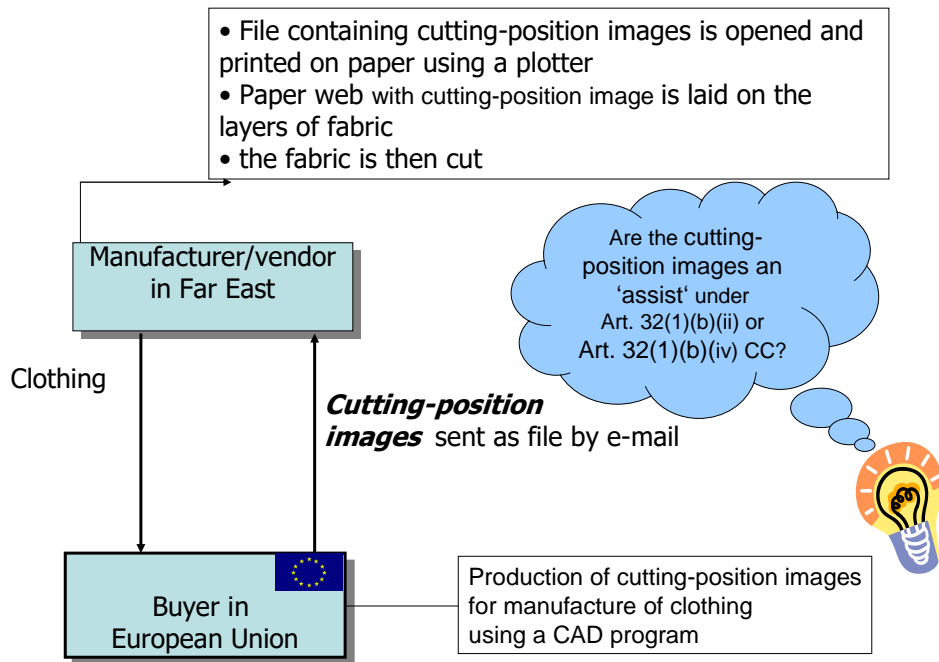 • File containing cutting-position images is opened and
printed on paper using a plotter
• Paper web with cutting-position image is laid on the
layers of fabric
• the fabric is then cut
Manufacturer/vendor
in Far East
Are the cutting-
position images an
‘assist‘ under
Art. 32(1)(b)(ii) or
Art. 32(1)(b)(iv) CC?
Clothing
Cutting-position
images sent as file by e-mail
Buyer in
European Union
Production of cutting-position images
for manufacture of clothing
using a CAD program